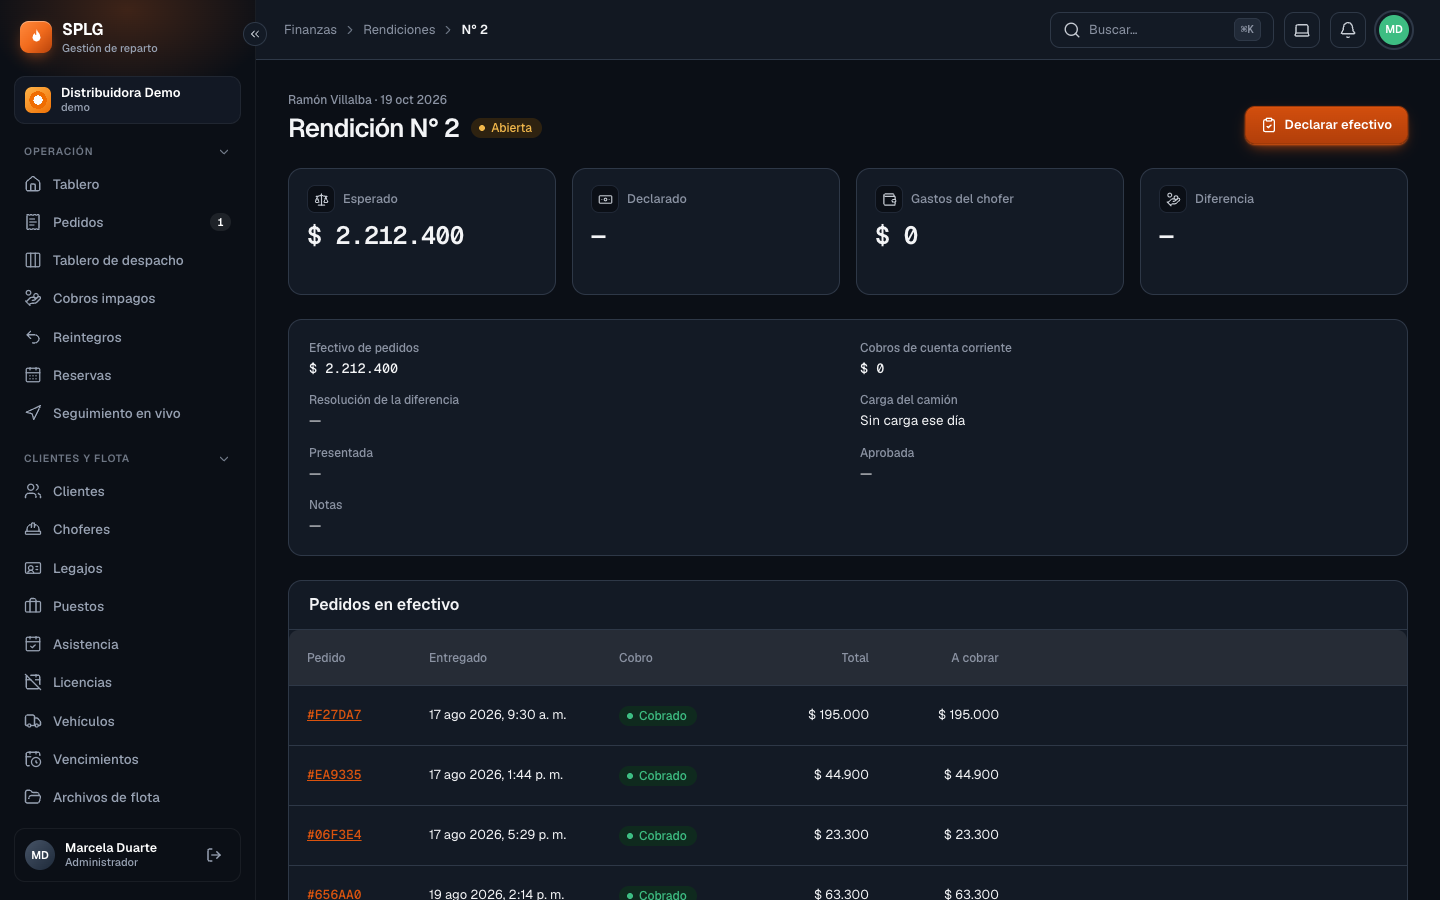 SPLG
Gestión de reparto
Distribuidora Demo
demo
OPERACIÓN
Tablero
Pedidos 1
Tablero de despacho
Cobros impagos
Reintegros
Reservas
Seguimiento en vivo
CLIENTES Y FLOTA
Clientes
Choferes
Legajos
Puestos
Asistencia
Licencias
Vehículos
Vencimientos
Archivos de flota
MD Marcela Duarte
Administrador
Finanzas > Rendiciones > N° 2
Buscar... ⌘K
MD
Ramón Villalba · 19 oct 2026
Rendición N° 2 Abierta
Declarar efectivo
Esperado
$ 2.212.400
Declarado
—
Gastos del chofer
$ 0
Diferencia
—
Efectivo de pedidos
$ 2.212.400
Cobros de cuenta corriente
$ 0
Resolución de la diferencia
—
Carga del camión
Sin carga ese día
Presentada
—
Aprobada
—
Notas
—
Pedidos en efectivo
Pedido Entregado Cobro Total A cobrar
#F27DA7 17 ago 2026, 9:30 a. m. Cobrado $ 195.000 $ 195.000
#EA9335 17 ago 2026, 1:44 p. m. Cobrado $ 44.900 $ 44.900
#06F3E4 17 ago 2026, 5:29 p. m. Cobrado $ 23.300 $ 23.300
#656AA0 19 ago 2026, 2:14 p. m. Cobrado $ 63.300 $ 63.300